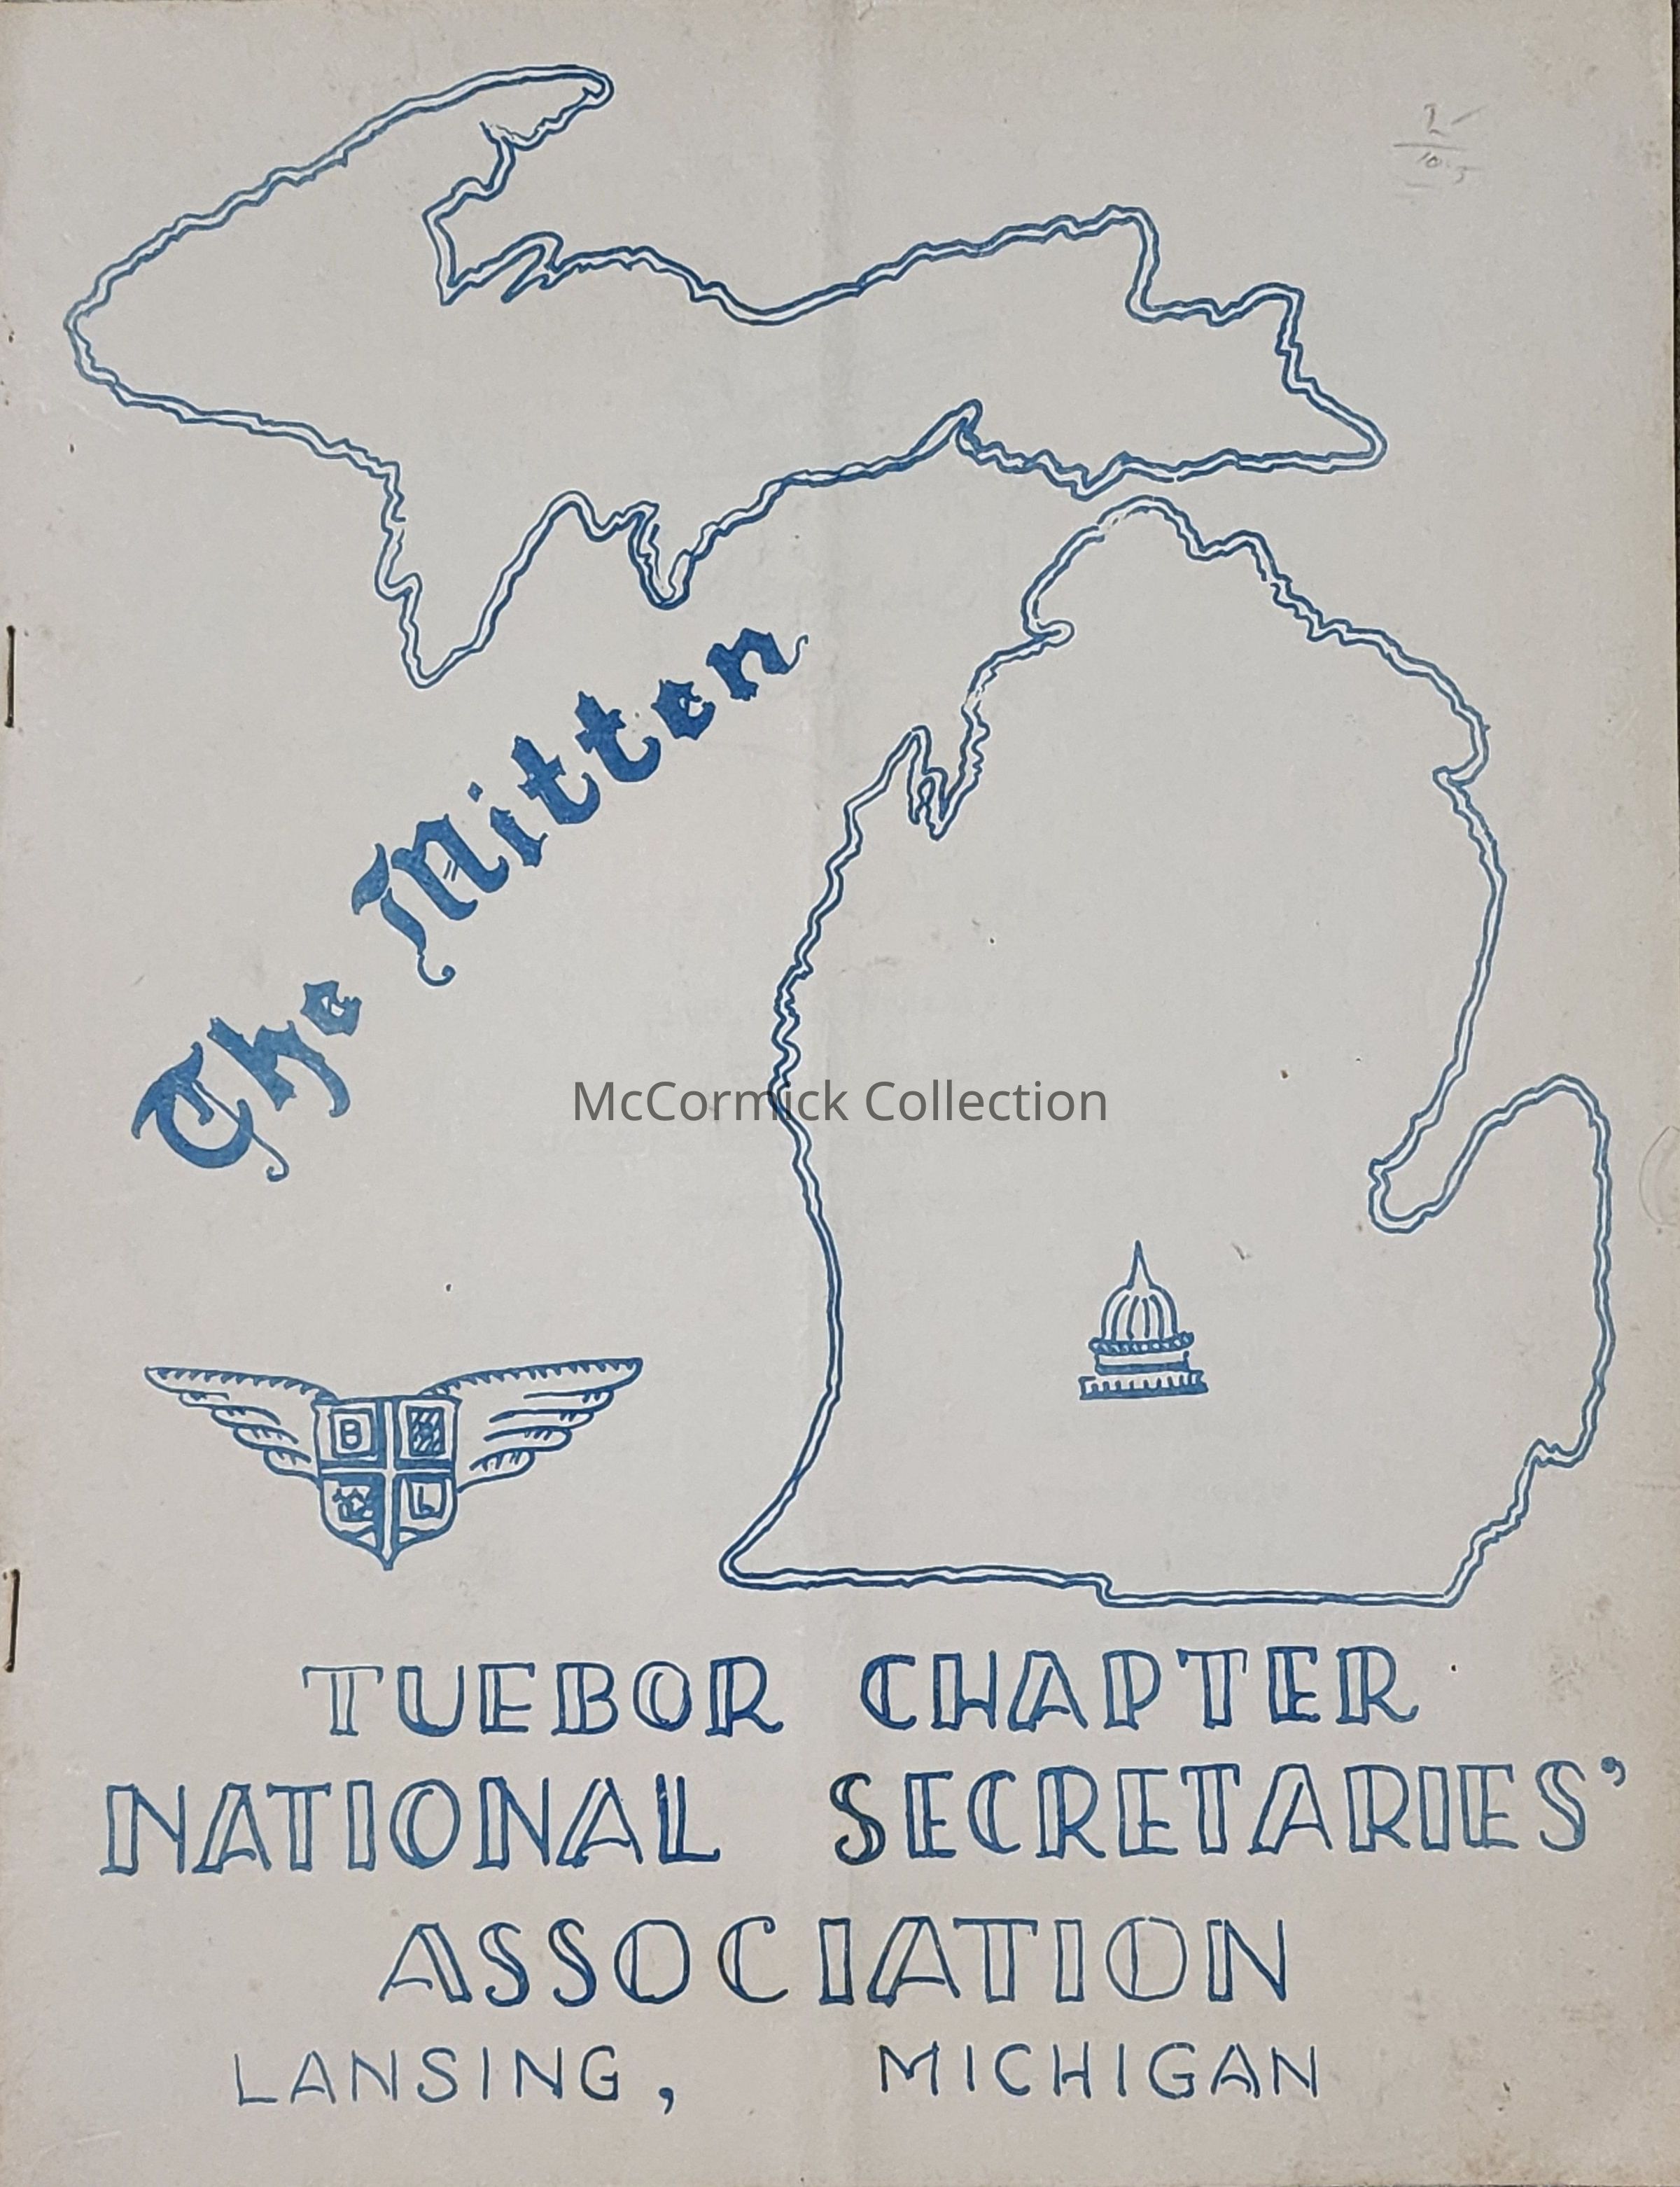 The Mitten
McCormick Collection
B
L
TUEBOR CHAPTER
NATIONAL SECRETARIES'
ASSOCIATION
LANSING, MICHIGAN